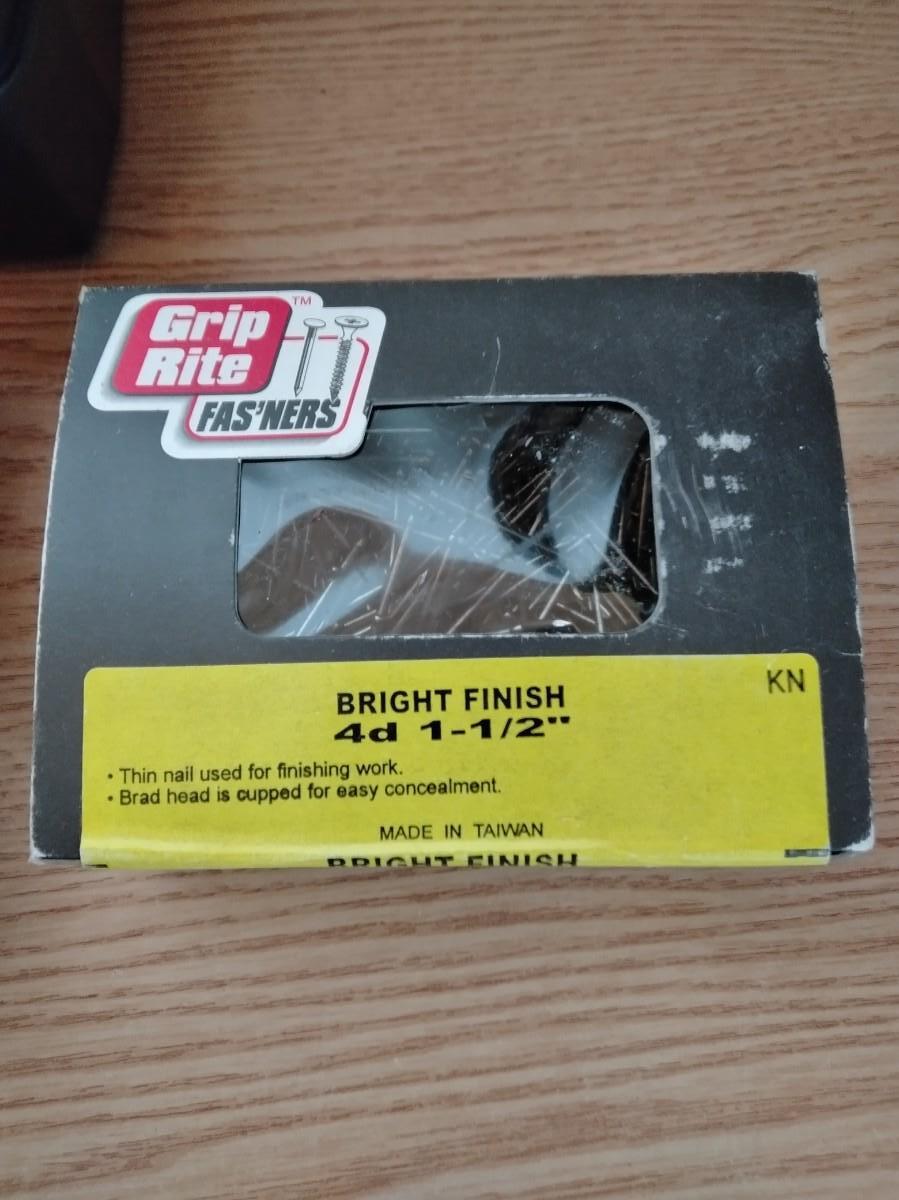 Grip
Rite
TM
FAS'NERS
KN
BRIGHT FINISH
4d 1-1/2"
• Thin nail used for finishing work.
• Brad head is cupped for easy concealment.
MADE IN TAIWAN
BRIGHT FINISH